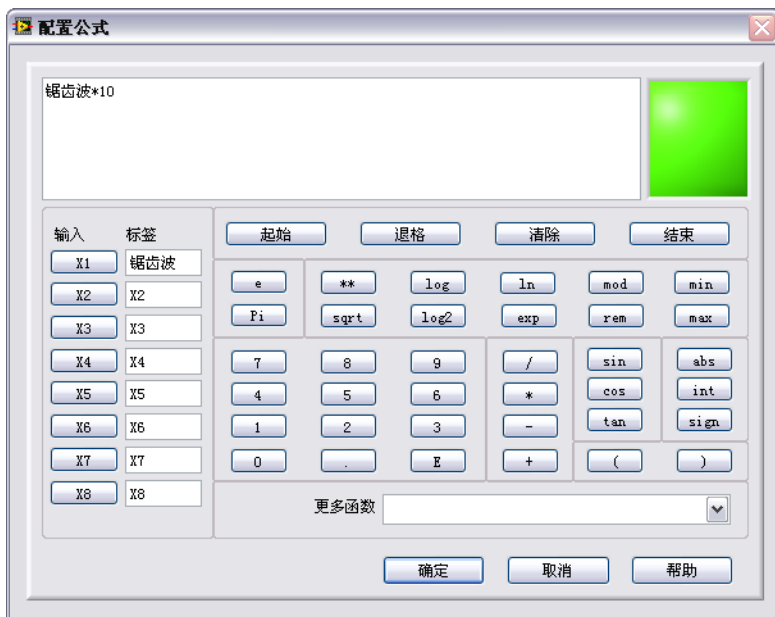 配置公式
锯齿波*10
输入 标签 起始 退格 清除 结束
X1 锯齿波
e ** log ln mod min
X2 X2
Pi sqrt log2 exp rem max
X3 X3
X4 X4 7 8 9 / sin abs
X5 X5 4 5 6 * cos int
X6 X6 1 2 3 - tan sign
X7 X7 0 . E + ( )
X8 X8
更多函数
确定 取消 帮助